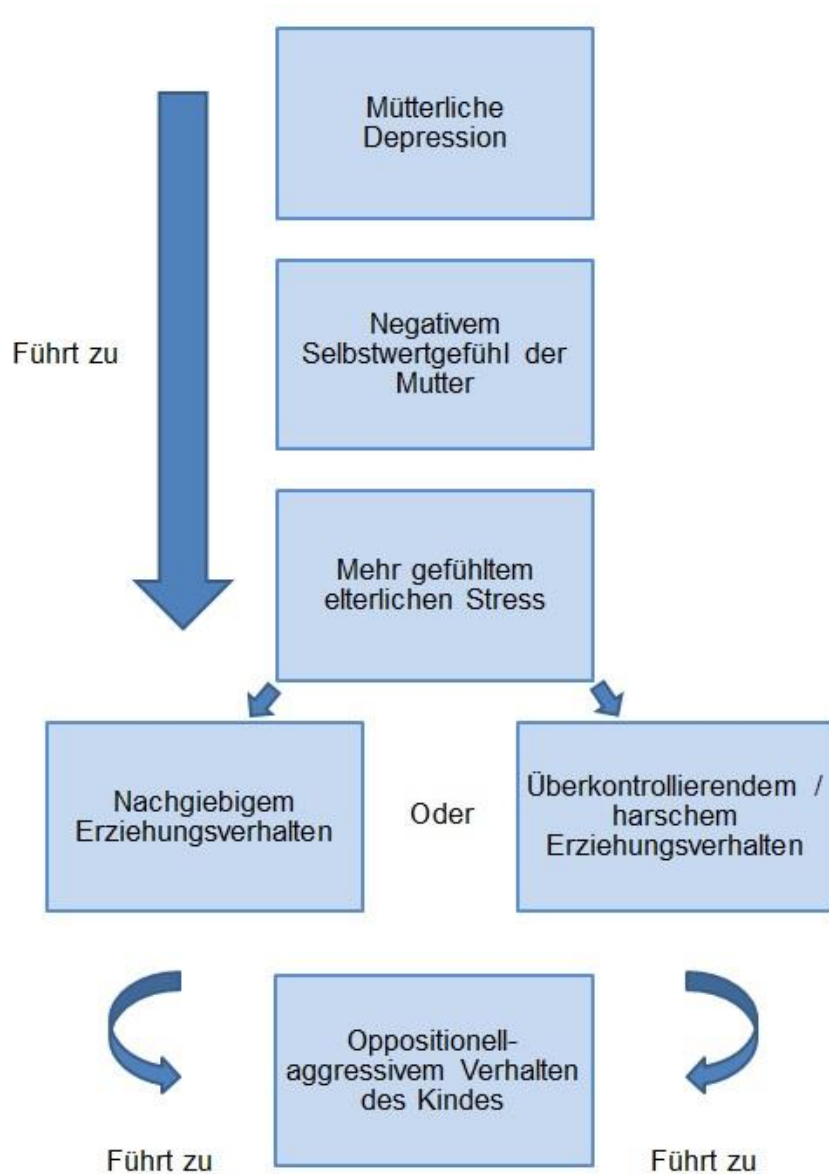 Mütterliche
Depression
Negativem
Selbstwertgefühl der
Mutter
Führt zu
Mehr gefühltem
elterlichen Stress
Nachgiebigem
Erziehungsverhalten
Oder
Überkontrollierendem /
harschem
Erziehungsverhalten
Oppositionell-
aggressivem Verhalten
des Kindes
Führt zu
Führt zu